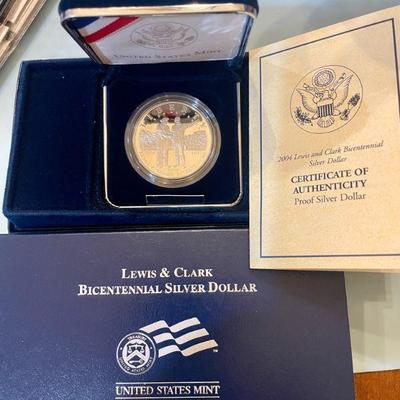 UNITED STATES MINT
2004 Lewis and Clark Bicentennial
Silver Dollar
CERTIFICATE OF
AUTHENTICITY
Proof Silver Dollar
LEWIS & CLARK
BICENTENNIAL SILVER DOLLAR
UNITED STATES MINT